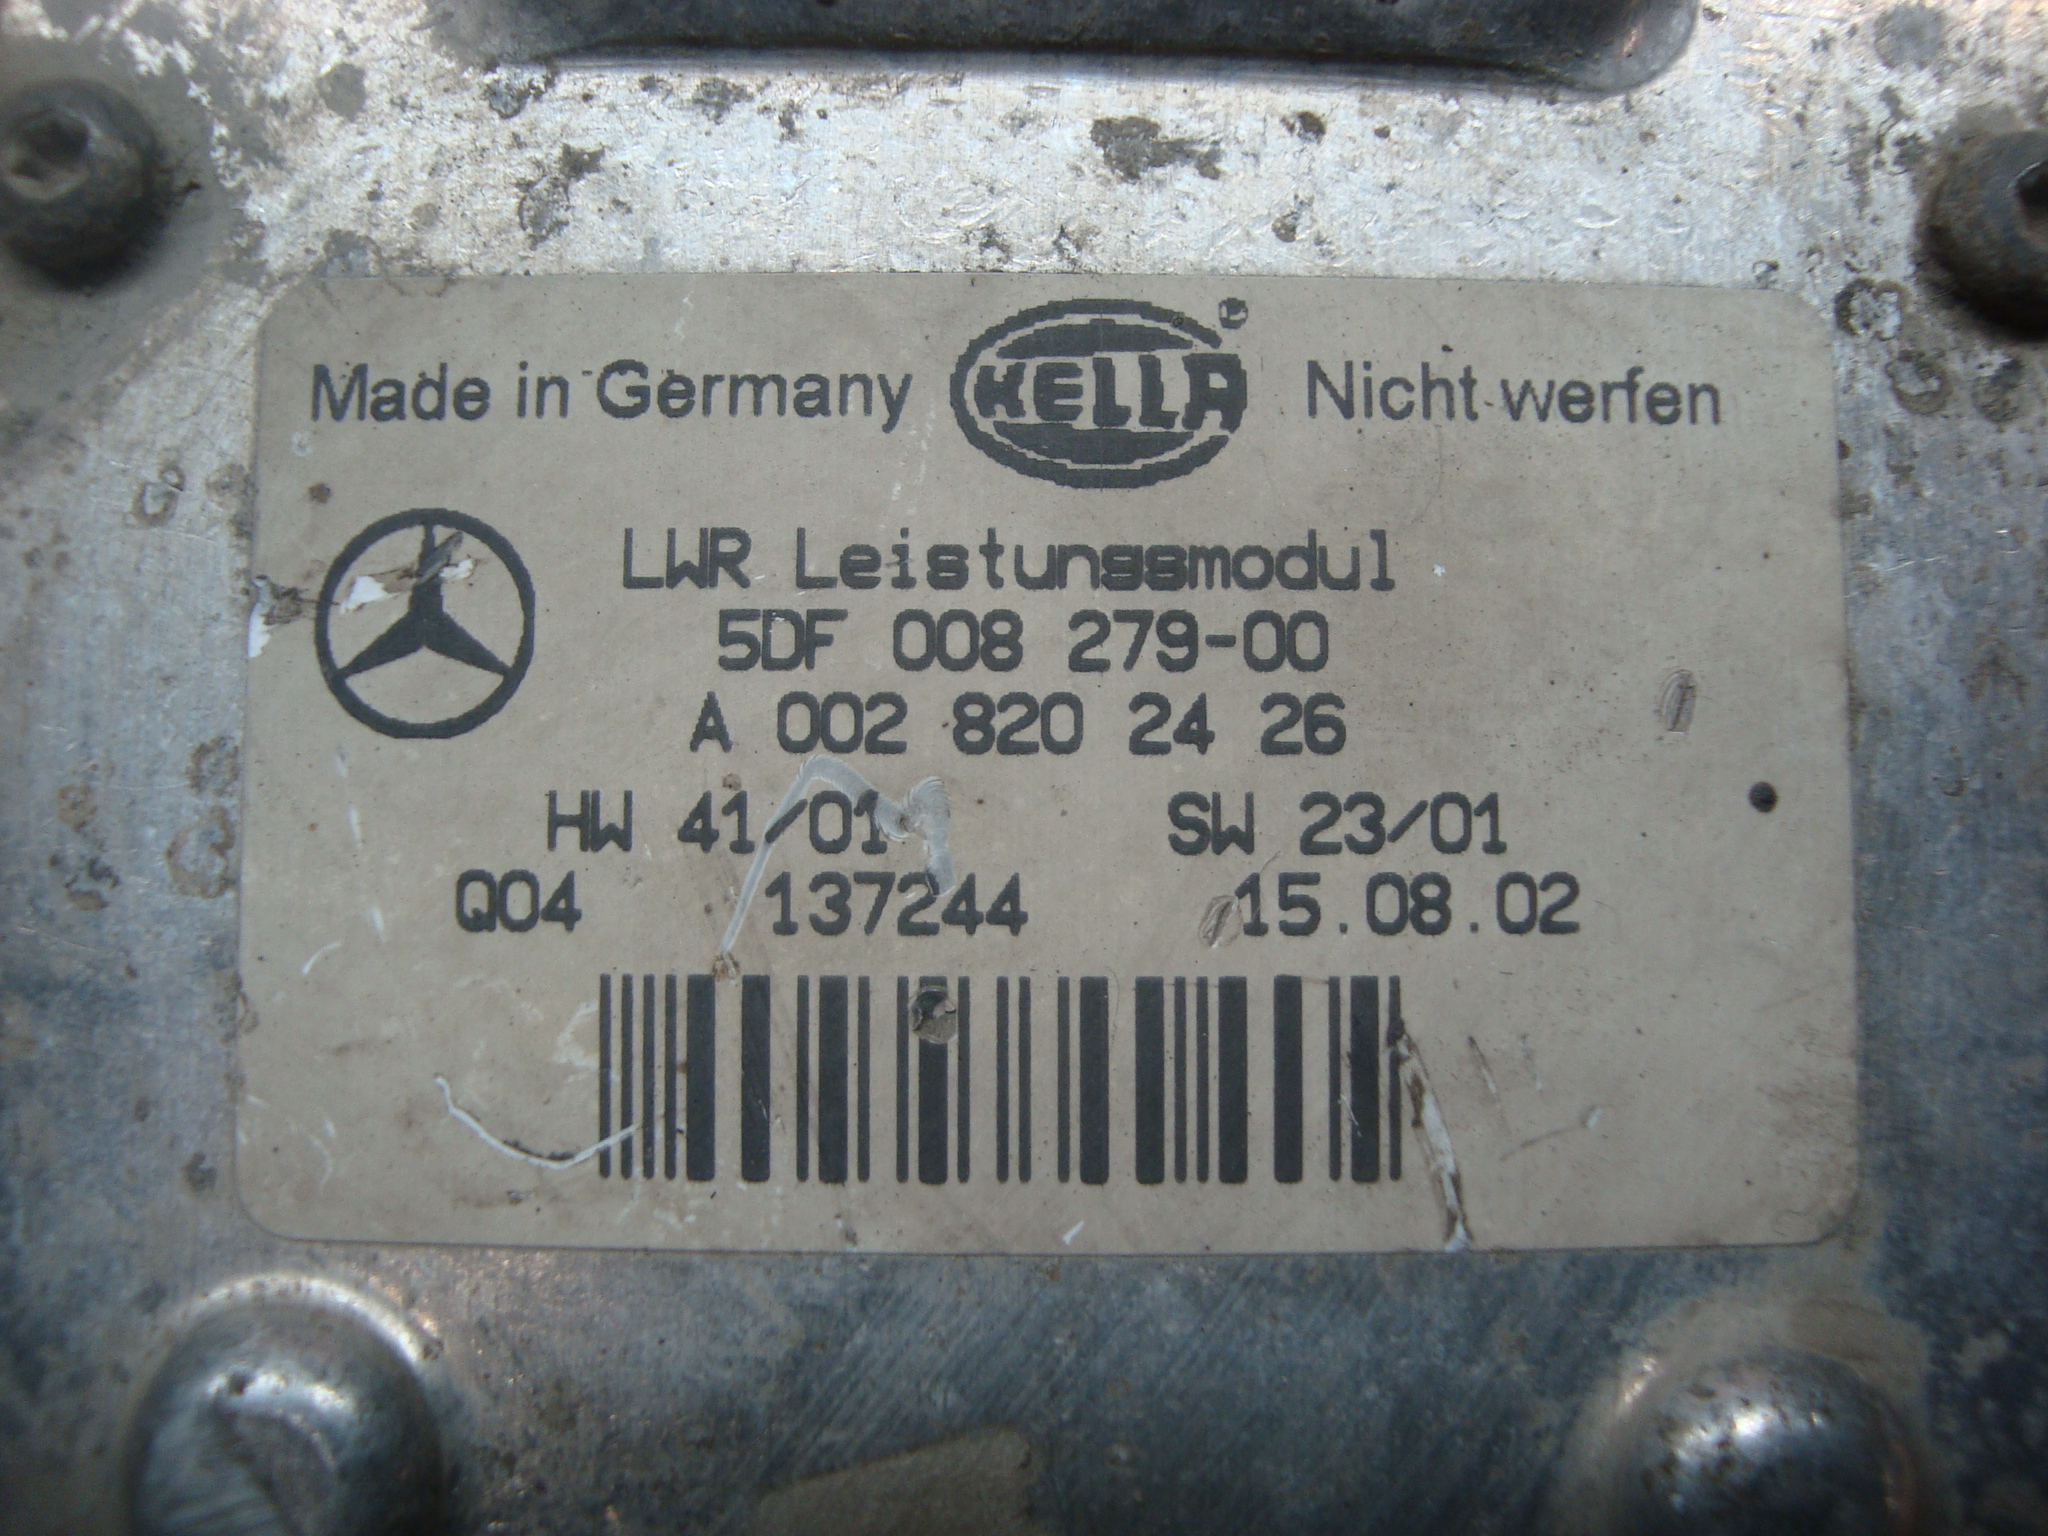 Made in Germany HELLA Nicht werfen
LWR Leistungsmodul
5DF 008 279-00
A 002 820 24 26
HW 41/01 SW 23/01
Q04 137244 15.08.02